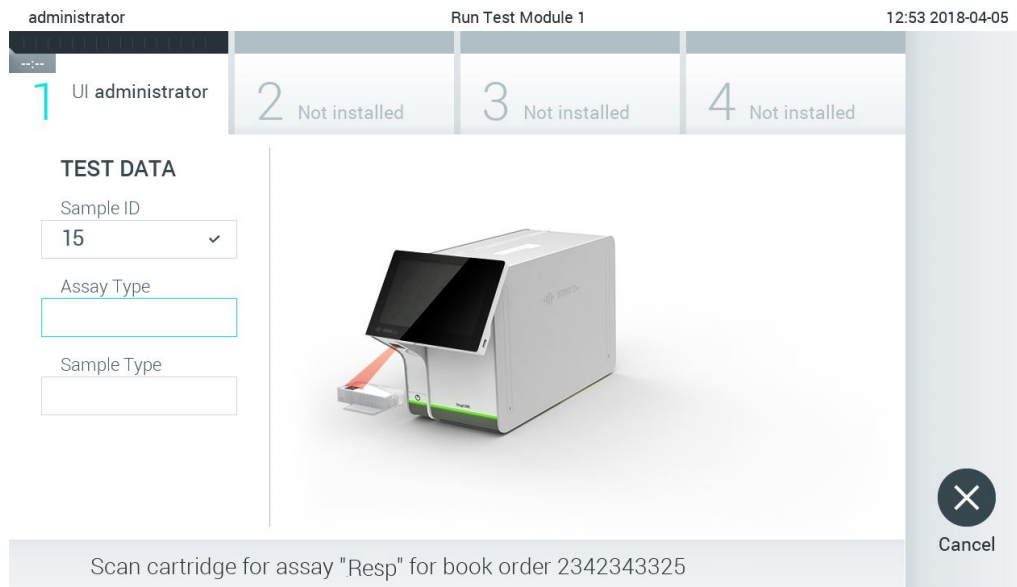 administrator Run Test Module 1 12:53 2018-04-05
--:--
1 UI administrator 2 Not installed 3 Not installed 4 Not installed
TEST DATA
Sample ID
15
Assay Type
Sample Type
Cancel
Scan cartridge for assay "Resp" for book order 2342343325